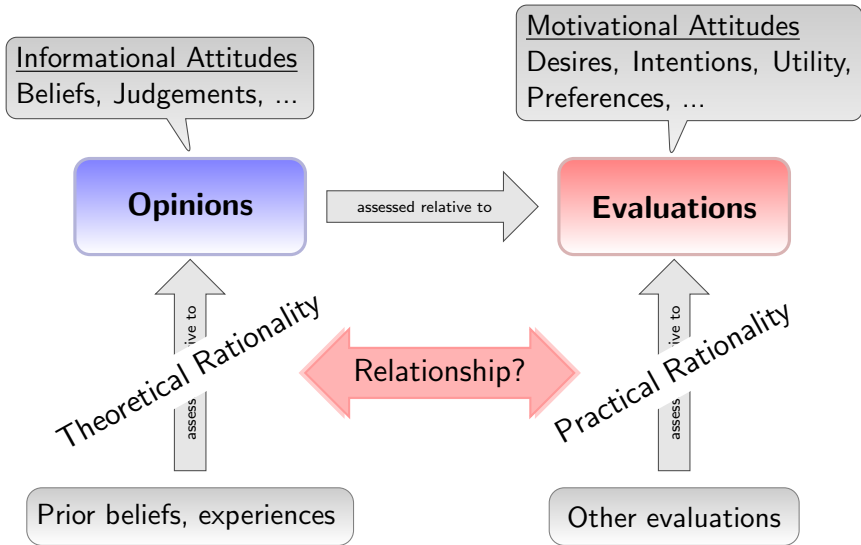 Informational Attitudes
Beliefs, Judgements, ...
Motivational Attitudes
Desires, Intentions, Utility,
Preferences, ...
Opinions
assessed relative to
Evaluations
Theoretical Rationality
Relationship?
Practical Rationality
Prior beliefs, experiences
Other evaluations